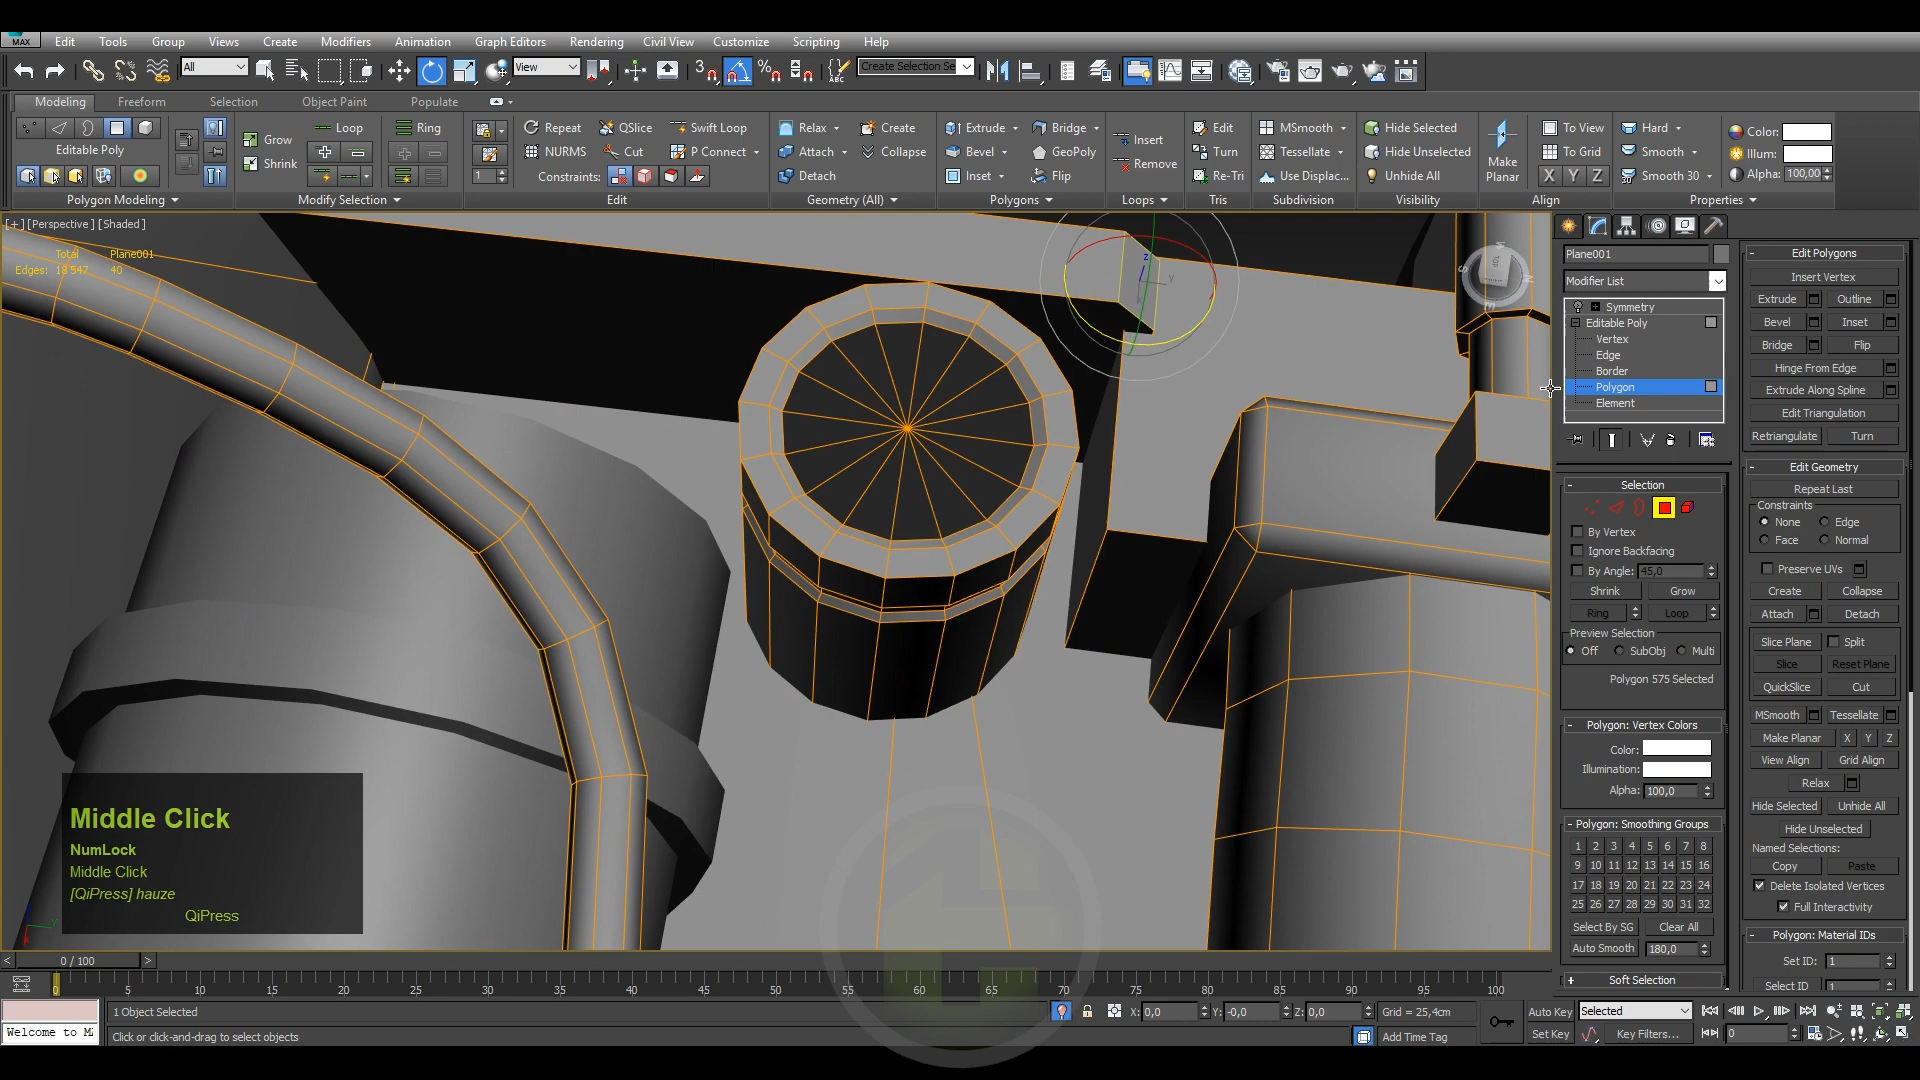 MAX Edit Tools Group Views Create Modifiers Animation Graph Editors Rendering Civil View Customize Scripting Help
All View Create Selection Se
Modeling Freeform Selection Object Paint Populate
Grow Loop Ring Repeat QSlice Swift Loop Relax Create Extrude Bridge Insert Edit MSmooth Hide Selected To View Hard Color:
Editable Poly Shrink NURMS Cut P Connect Attach Collapse Bevel GeoPoly Remove Turn Tessellate Hide Unselected Make Planar To Grid Smooth Illum:
1 Constraints: Detach Inset Flip Re-Tri Use Displac... Unhide All X Y Z Smooth 30 Alpha: 100,00
Polygon Modeling Modify Selection Edit Geometry (All) Polygons Loops Tris Subdivision Visibility Align Properties
[+] [Perspective] [Shaded]
Total Plane001
Edges: 18 547 40
z
y
Plane001
Modifier List
Symmetry
Editable Poly
Vertex
Edge
Border
Polygon
Element
- Selection
By Vertex
Ignore Backfacing
By Angle: 45,0
Shrink Grow
Ring Loop
Preview Selection
Off SubObj Multi
Polygon 575 Selected
- Polygon: Vertex Colors
Color:
Illumination:
Alpha: 100,0
- Polygon: Smoothing Groups
1 2 3 4 5 6 7 8
9 10 11 12 13 14 15 16
17 18 19 20 21 22 23 24
25 26 27 28 29 30 31 32
Select By SG Clear All
Auto Smooth 180,0
+ Soft Selection
- Edit Polygons
Insert Vertex
Extrude Outline
Bevel Inset
Bridge Flip
Hinge From Edge
Extrude Along Spline
Edit Triangulation
Retriangulate Turn
- Edit Geometry
Repeat Last
Constraints
None Edge
Face Normal
Preserve UVs
Create Collapse
Attach Detach
Slice Plane Split
Slice Reset Plane
QuickSlice Cut
MSmooth Tessellate
Make Planar X Y Z
View Align Grid Align
Relax
Hide Selected Unhide All
Hide Unselected
Named Selections:
Copy Paste
Delete Isolated Vertices
Full Interactivity
- Polygon: Material IDs
Set ID: 1
Select ID 1
Middle Click
NumLock
Middle Click
[QiPress] hauze
QiPress
< 0 / 100 >
0 5 10 15 20 25 30 35 40 45 50 55 60 65 70 75 80 85 90 95 100
1 Object Selected X: 0,0 Y: -0,0 Z: 0,0 Grid = 25,4cm Auto Key Selected
Welcome to M Click or click-and-drag to select objects Add Time Tag Set Key Key Filters... 0